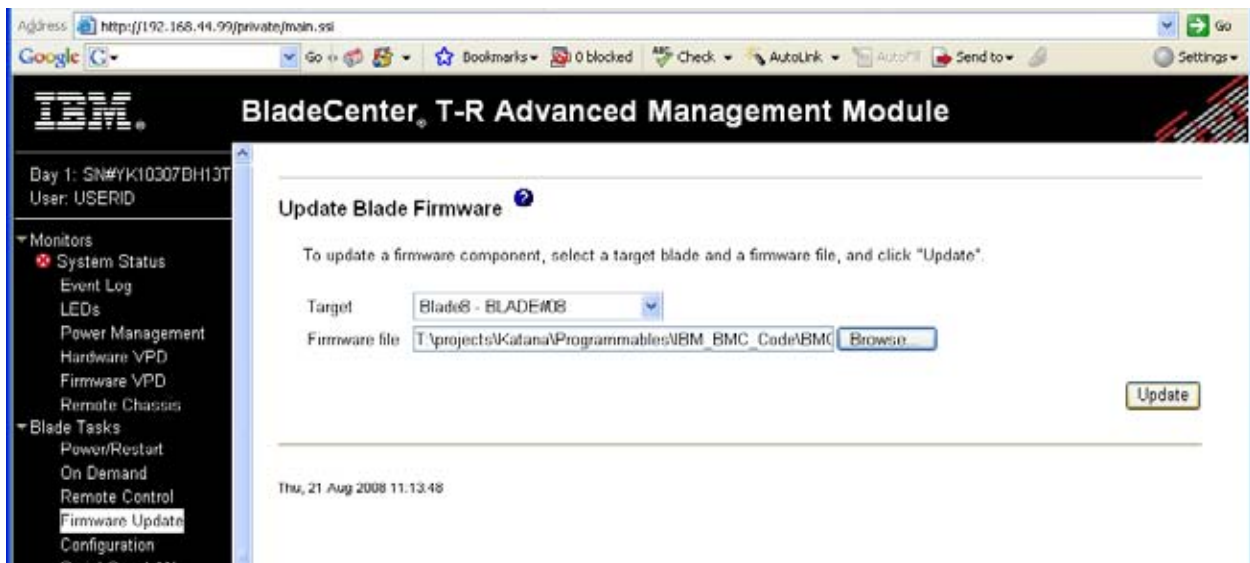 Address http://192.168.44.99/private/main.ssi Go
Google G Go Bookmarks 0 blocked ABC Check AutoLink AutoFill Send to Settings
IBM® BladeCenter® T-R Advanced Management Module
Bay 1: SN#YK10307BH13T
User: USERID
Monitors
System Status
Event Log
LEDs
Power Management
Hardware VPD
Firmware VPD
Remote Chassis
Blade Tasks
Power/Restart
On Demand
Remote Control
Firmware Update
Configuration
Update Blade Firmware ?
To update a firmware component, select a target blade and a firmware file, and click "Update".
Target Blade8 - BLADE#08
Firmware file T:\projects\Katana\Programmables\IBM_BMC_Code\BMC Browse...
Update
Thu, 21 Aug 2008 11:13:48